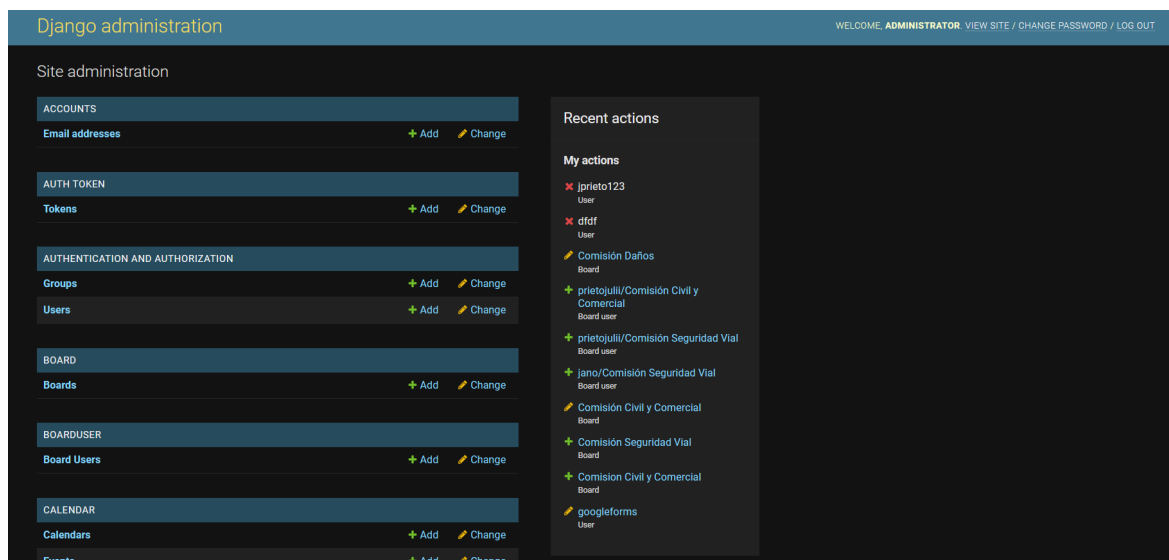 Django administration
WELCOME, ADMINISTRATOR. VIEW SITE / CHANGE PASSWORD / LOG OUT
Site administration
ACCOUNTS
Email addresses Add Change
AUTH TOKEN
Tokens Add Change
AUTHENTICATION AND AUTHORIZATION
Groups Add Change
Users Add Change
BOARD
Boards Add Change
BOARDUSER
Board Users Add Change
CALENDAR
Calendars Add Change
Events Add Change
Recent actions
My actions
jprieto123
User
dfdf
User
Comisión Daños
Board
prietojulii/Comisión Civil y
Comercial
Board user
prietojulii/Comisión Seguridad Vial
Board user
jano/Comisión Seguridad Vial
Board user
Comisión Civil y Comercial
Board
Comisión Seguridad Vial
Board
Comision Civil y Comercial
Board
googleforms
User